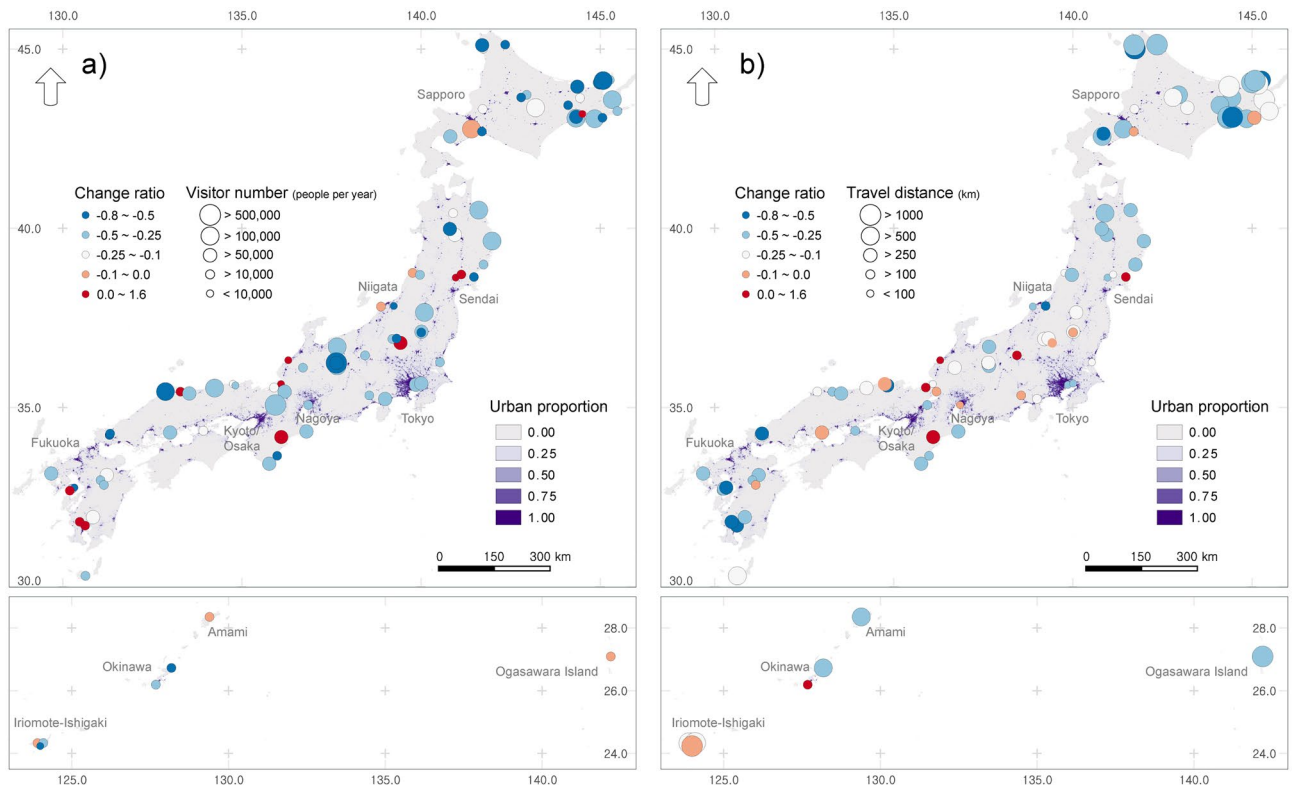 130.0 135.0 140.0 145.0
45.0
a)
Sapporo
Change ratio
-0.8 ~ -0.5
-0.5 ~ -0.25
-0.25 ~ -0.1
-0.1 ~ 0.0
0.0 ~ 1.6
Visitor number (people per year)
> 500,000
> 100,000
> 50,000
> 10,000
< 10,000
40.0
Niigata
Sendai
35.0
Fukuoka
Kyoto/
Osaka
Nagoya
Tokyo
Urban proportion
0.00
0.25
0.50
0.75
1.00
0 150 300 km
30.0
Amami
Okinawa
Ogasawara Island
Iriomote-Ishigaki
28.0
26.0
24.0
125.0 130.0 135.0 140.0
130.0 135.0 140.0 145.0
45.0
b)
Sapporo
Change ratio
-0.8 ~ -0.5
-0.5 ~ -0.25
-0.25 ~ -0.1
-0.1 ~ 0.0
0.0 ~ 1.6
Travel distance (km)
> 1000
> 500
> 250
> 100
< 100
40.0
Niigata
Sendai
35.0
Fukuoka
Kyoto/
Osaka
Nagoya
Tokyo
Urban proportion
0.00
0.25
0.50
0.75
1.00
0 150 300 km
30.0
Amami
Okinawa
Ogasawara Island
Iriomote-Ishigaki
28.0
26.0
24.0
125.0 130.0 135.0 140.0